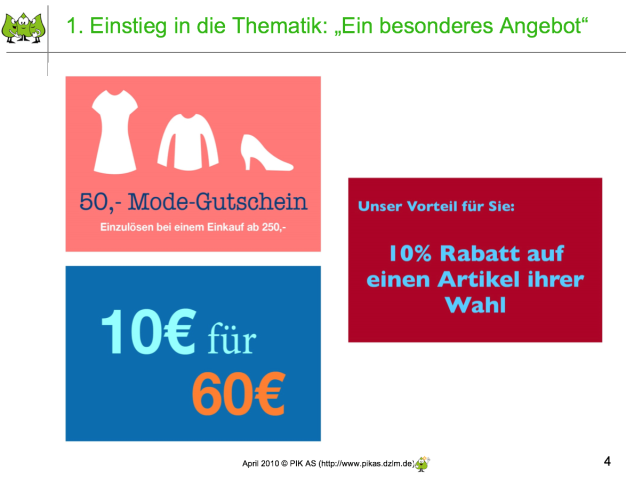 1. Einstieg in die Thematik: „Ein besonderes Angebot“
50,- Mode-Gutschein
Einzulösen bei einem Einkauf ab 250,-
10€ für
60€
Unser Vorteil für Sie:
10% Rabatt auf
einen Artikel ihrer
Wahl
April 2010 © PIK AS (http://www.pikas.dzlm.de)
4